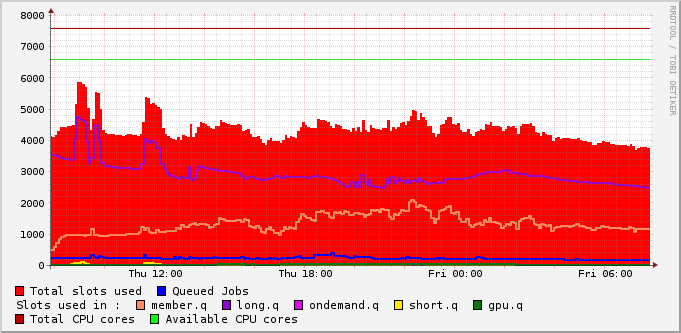 8000
7000
6000
5000
4000
3000
2000
1000
0
Thu 12:00 Thu 18:00 Fri 00:00 Fri 06:00
RRDTOOL / TOBI OETIKER
Total slots used Queued Jobs
Slots used in : member.q long.q ondemand.q short.q gpu.q
Total CPU cores Available CPU cores